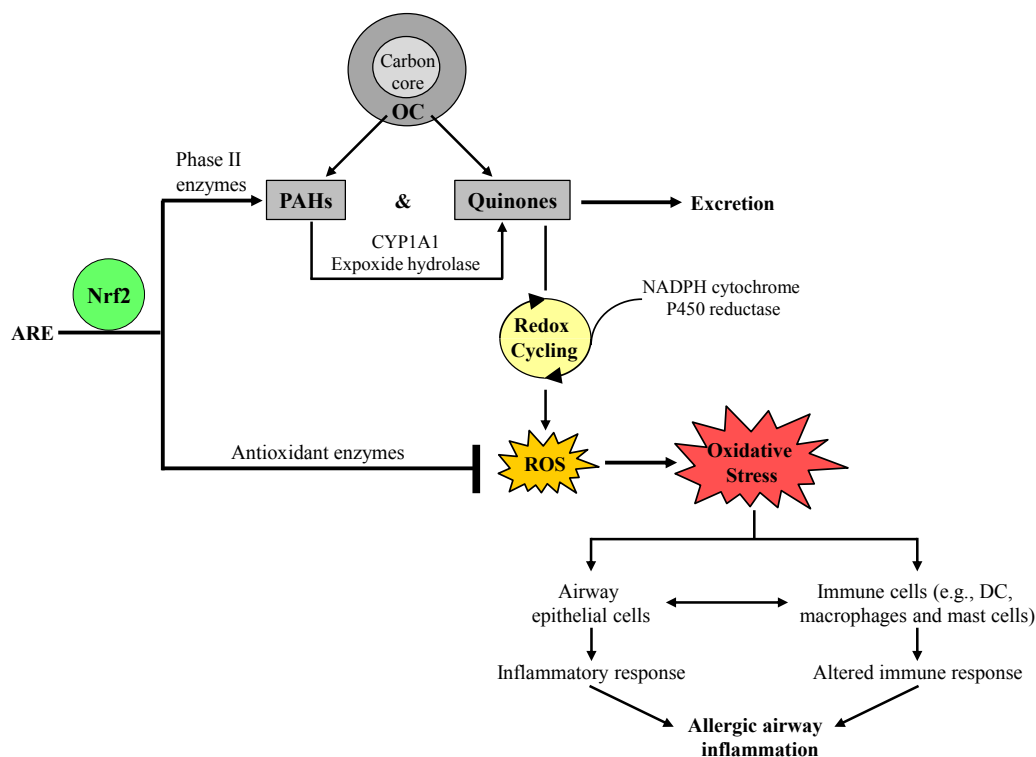 Carbon
core
OC
Phase II
enzymes
PAHs
&
Quinones
Excretion
CYP1A1
Expoxide hydrolase
Nrf2
ARE
NADPH cytochrome
P450 reductase
Redox
Cycling
Antioxidant enzymes
ROS
Oxidative
Stress
Airway
epithelial cells
Immune cells (e.g., DC,
macrophages and mast cells)
Inflammatory response
Altered immune response
Allergic airway
inflammation